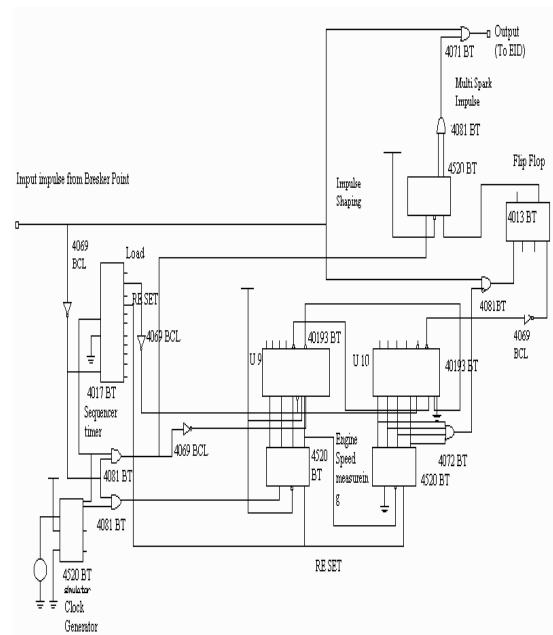 Output
(To EID)
4071 BT
Multi Spark
Impulse
4081 BT
4520 BT
Flip Flop
Imput impulse from Bresker Point
Impulse
Shaping
4013 BT
4069
BCL
Load
RE SET
4081BT
4069 BCL
40193 BT
4069
BCL
U 9
U 10
40193 BT
4017 BT
Sequencer
timer
4069 BCL
Engine
Speed
measurein
g
4072 BT
4081 BT
4520
BT
4520 BT
4081 BT
RE SET
4520 BT
simulator
Clock
Generator